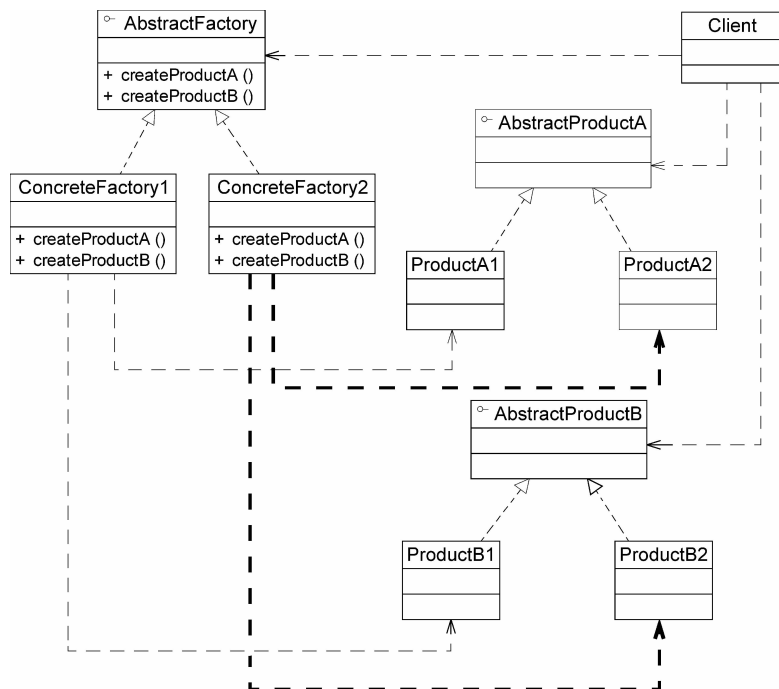 AbstractFactory
+ createProductA ()
+ createProductB ()
Client
AbstractProductA
ConcreteFactory1
+ createProductA ()
+ createProductB ()
ConcreteFactory2
+ createProductA ()
+ createProductB ()
ProductA1
ProductA2
AbstractProductB
ProductB1
ProductB2